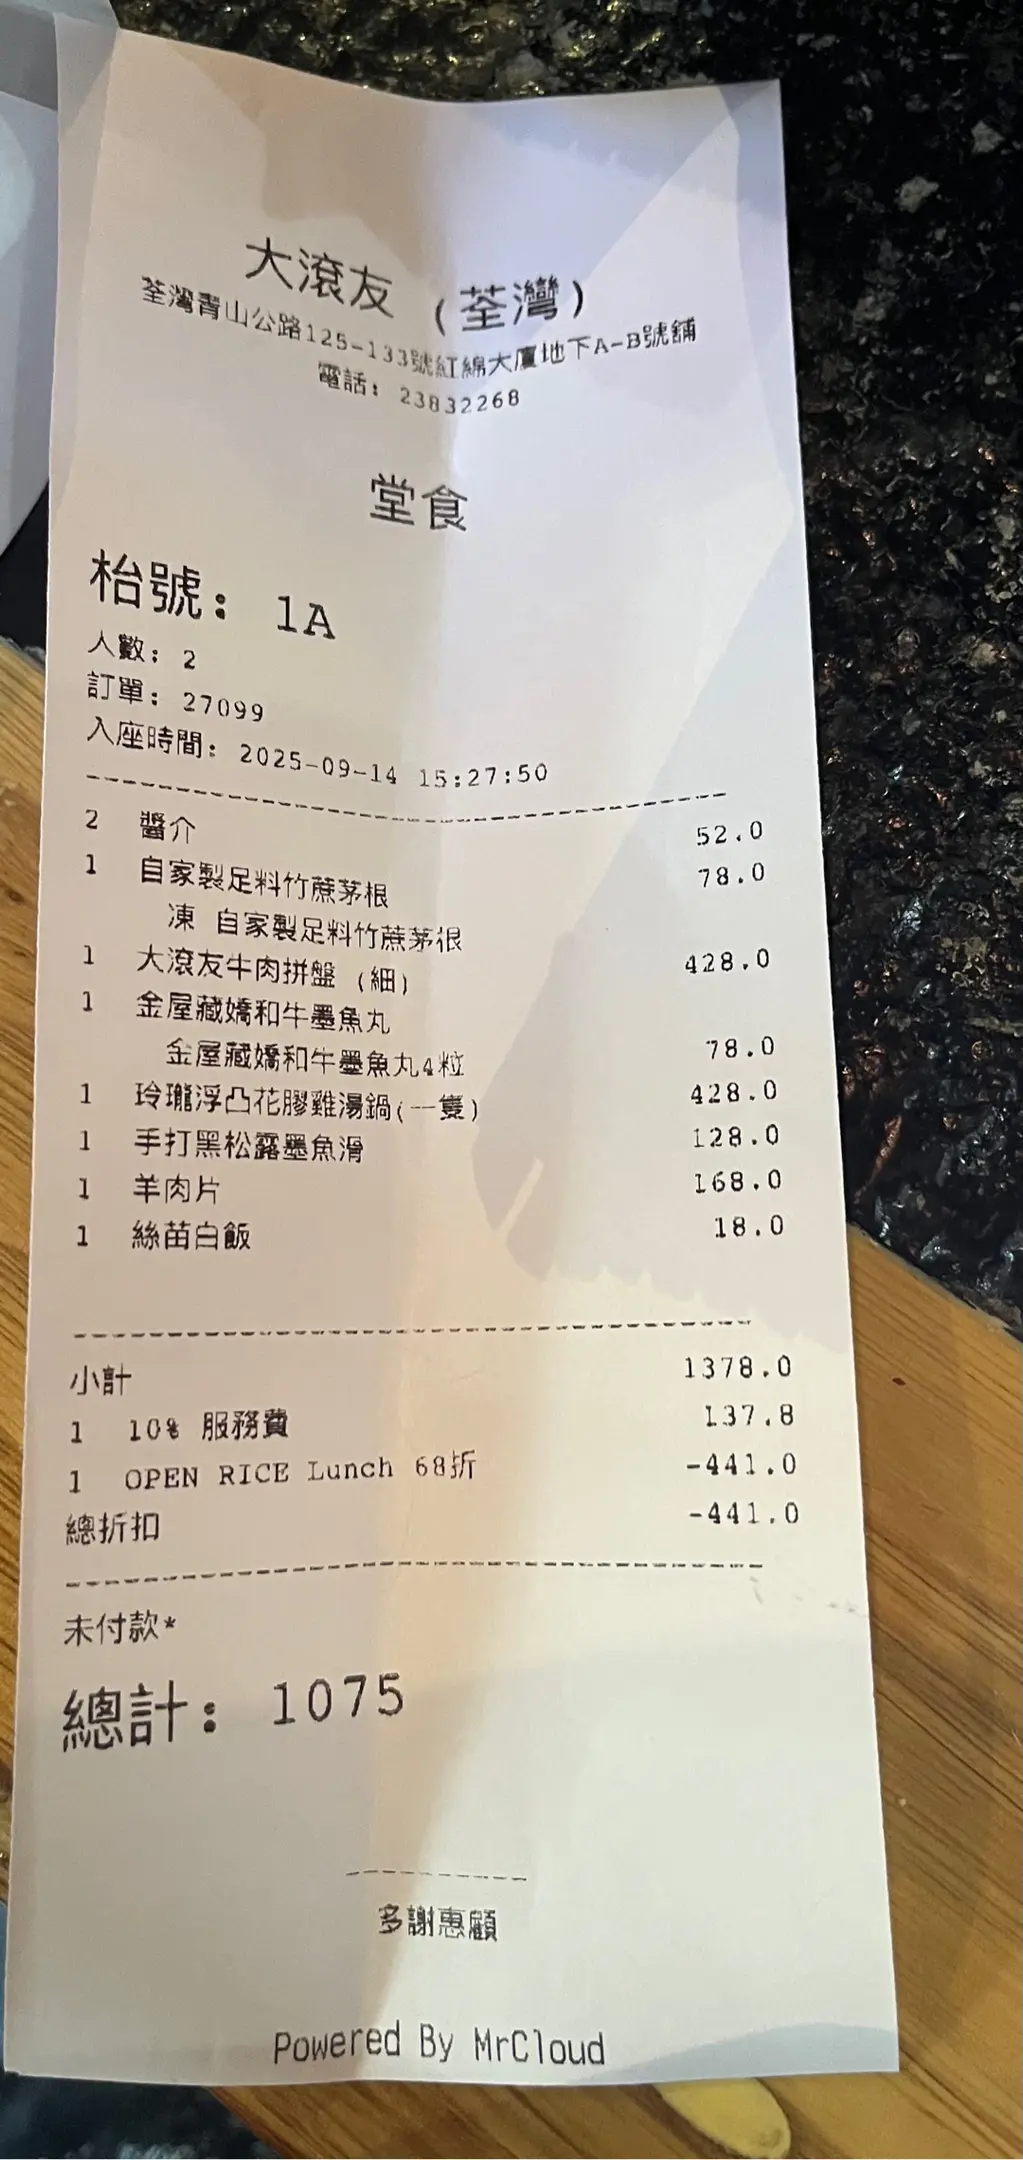 大滾友 (荃灣)
荃灣青山公路125-133號紅綿大廈地下A-B號舖
電話: 23832268
堂食
枱號: 1A
人數: 2
訂單: 27099
入座時間: 2025-09-14 15:27:50
2 醬介 52.0
1 自家製足料竹蔗茅根 78.0
凍 自家製足料竹蔗茅根
1 大滾友牛肉拼盤 (細) 428.0
1 金屋藏嬌和牛墨魚丸
金屋藏嬌和牛墨魚丸4粒 78.0
1 玲瓏浮凸花膠雞湯鍋(一隻) 428.0
1 手打黑松露墨魚滑 128.0
1 羊肉片 168.0
1 絲苗白飯 18.0
小計 1378.0
1 10% 服務費 137.8
1 OPEN RICE Lunch 68折 -441.0
總折扣 -441.0
未付款*
總計: 1075
多謝惠顧
Powered By MrCloud